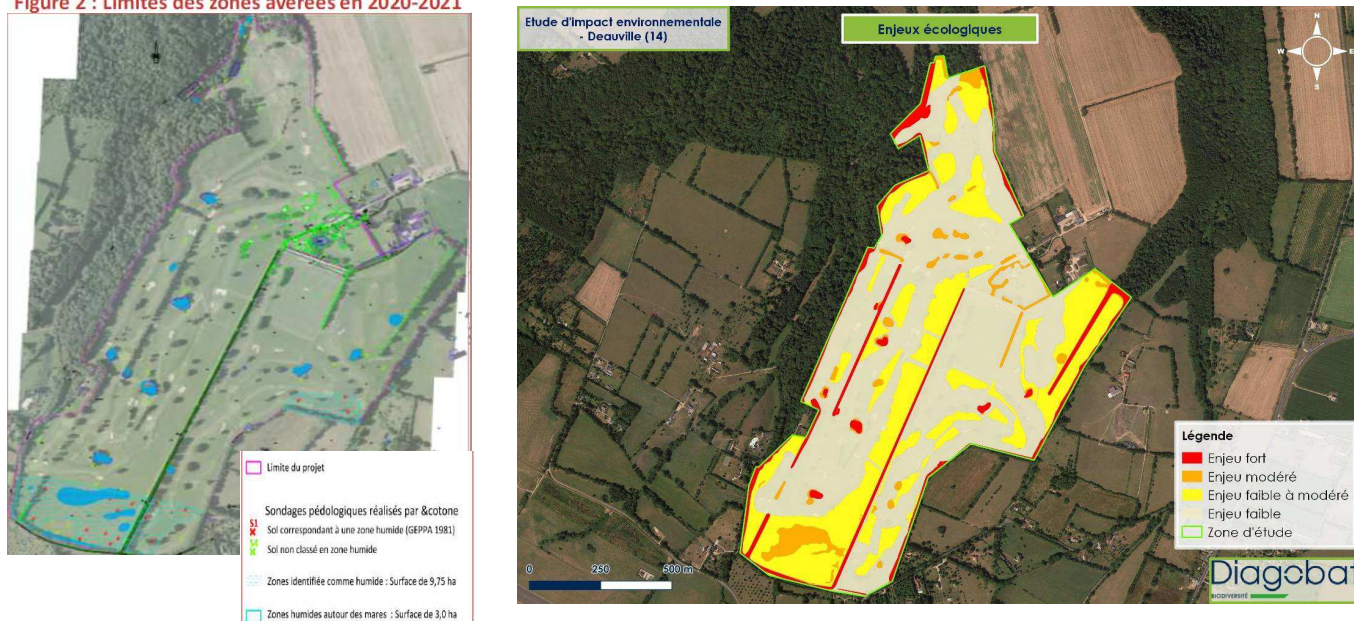 Figure 2 : Limites des zones avérées en 2020-2021
Limite du projet
Sondages pédologiques réalisés par &cotone
S1
Sol correspondant à une zone humide (GEPPA 1981)
S4
Sol non classé en zone humide
Zones identifiée comme humide : Surface de 9,75 ha
Zones humides autour des mares : Surface de 3,0 ha
Etude d'impact environnementale
- Deauville (14)
Enjeux écologiques
N
W
E
S
Légende
Enjeu fort
Enjeu modéré
Enjeu faible à modéré
Enjeu faible
Zone d'étude
0 250 500 m
Diagobat
BIODIVERSITÉ